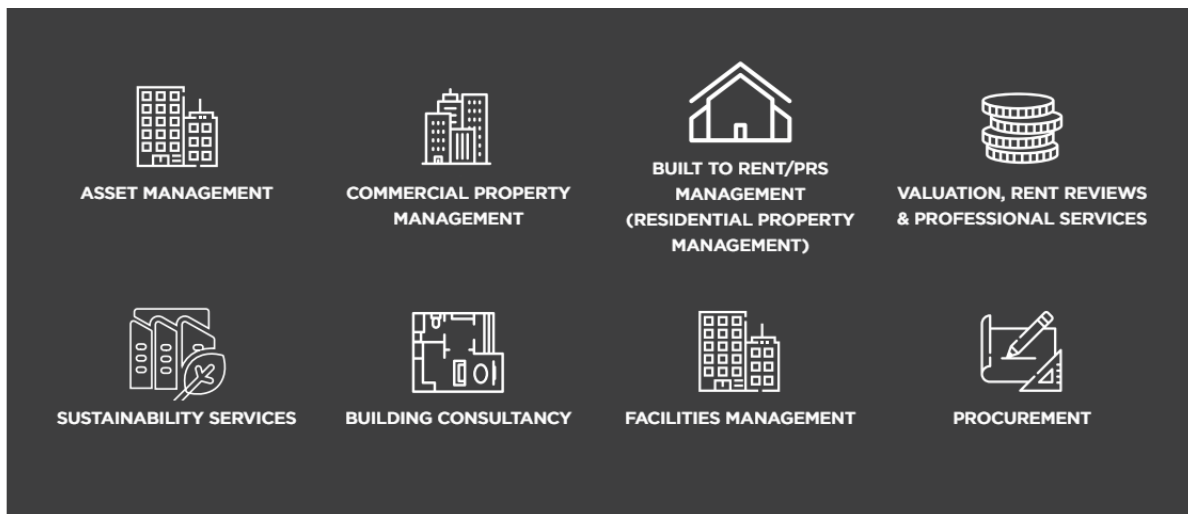 ASSET MANAGEMENT
COMMERCIAL PROPERTY
MANAGEMENT
BUILT TO RENT/PRS
MANAGEMENT
(RESIDENTIAL PROPERTY
MANAGEMENT)
VALUATION, RENT REVIEWS
& PROFESSIONAL SERVICES
SUSTAINABILITY SERVICES
BUILDING CONSULTANCY
FACILITIES MANAGEMENT
PROCUREMENT